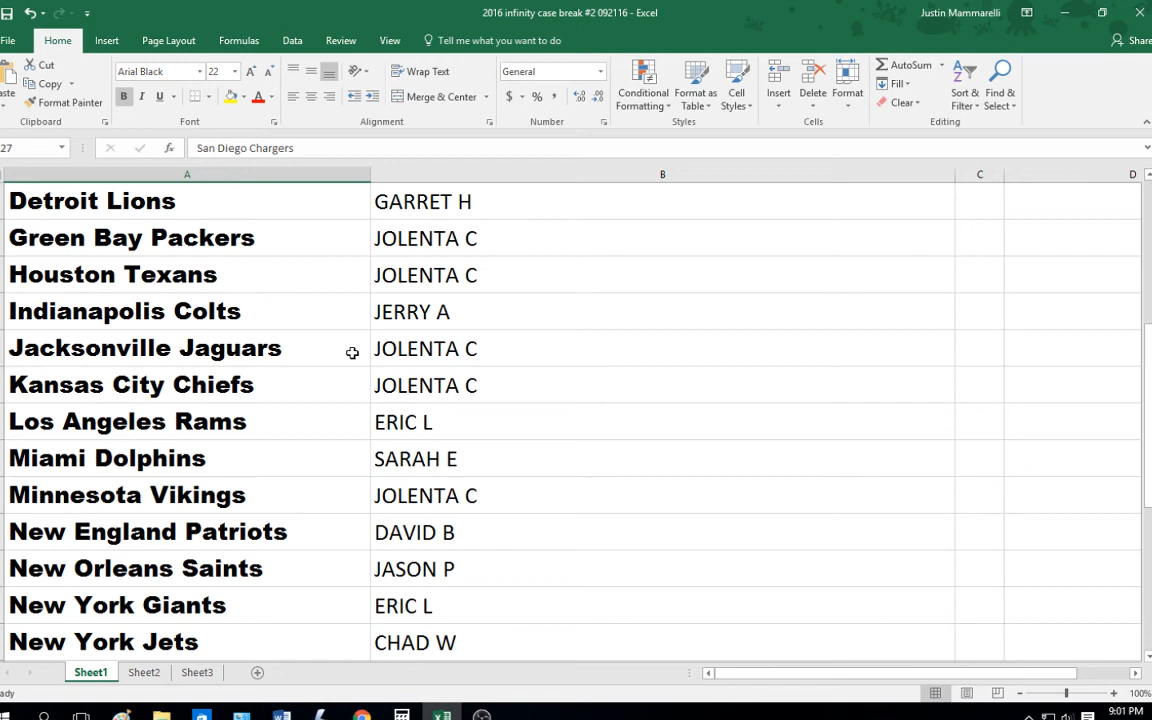 2016 infinity case break #2 092116 - Excel
Justin Mammarelli
File Home Insert Page Layout Formulas Data Review View Tell me what you want to do Share
Cut
Copy
Format Painter
Clipboard
Arial Black 22
B I U
Font
Wrap Text
Merge & Center
Alignment
General
$ % ,
Number
Conditional Formatting
Format as Table
Cell Styles
Styles
Insert Delete Format
Cells
AutoSum
Fill
Clear
Sort & Filter
Find & Select
Editing
27 fx San Diego Chargers
A B C D
Detroit Lions GARRET H
Green Bay Packers JOLENTA C
Houston Texans JOLENTA C
Indianapolis Colts JERRY A
Jacksonville Jaguars JOLENTA C
Kansas City Chiefs JOLENTA C
Los Angeles Rams ERIC L
Miami Dolphins SARAH E
Minnesota Vikings JOLENTA C
New England Patriots DAVID B
New Orleans Saints JASON P
New York Giants ERIC L
New York Jets CHAD W
Sheet1 Sheet2 Sheet3
eady 100%
9:01 PM